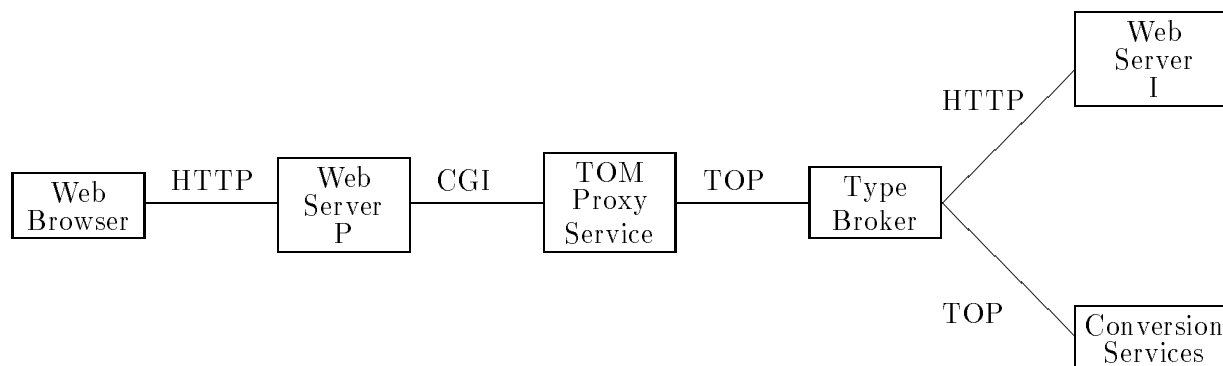 Web
Server
I
HTTP
Web
Browser
HTTP
Web
Server
P
CGI
TOM
Proxy
Service
TOP
Type
Broker
TOP
Conversion
Services